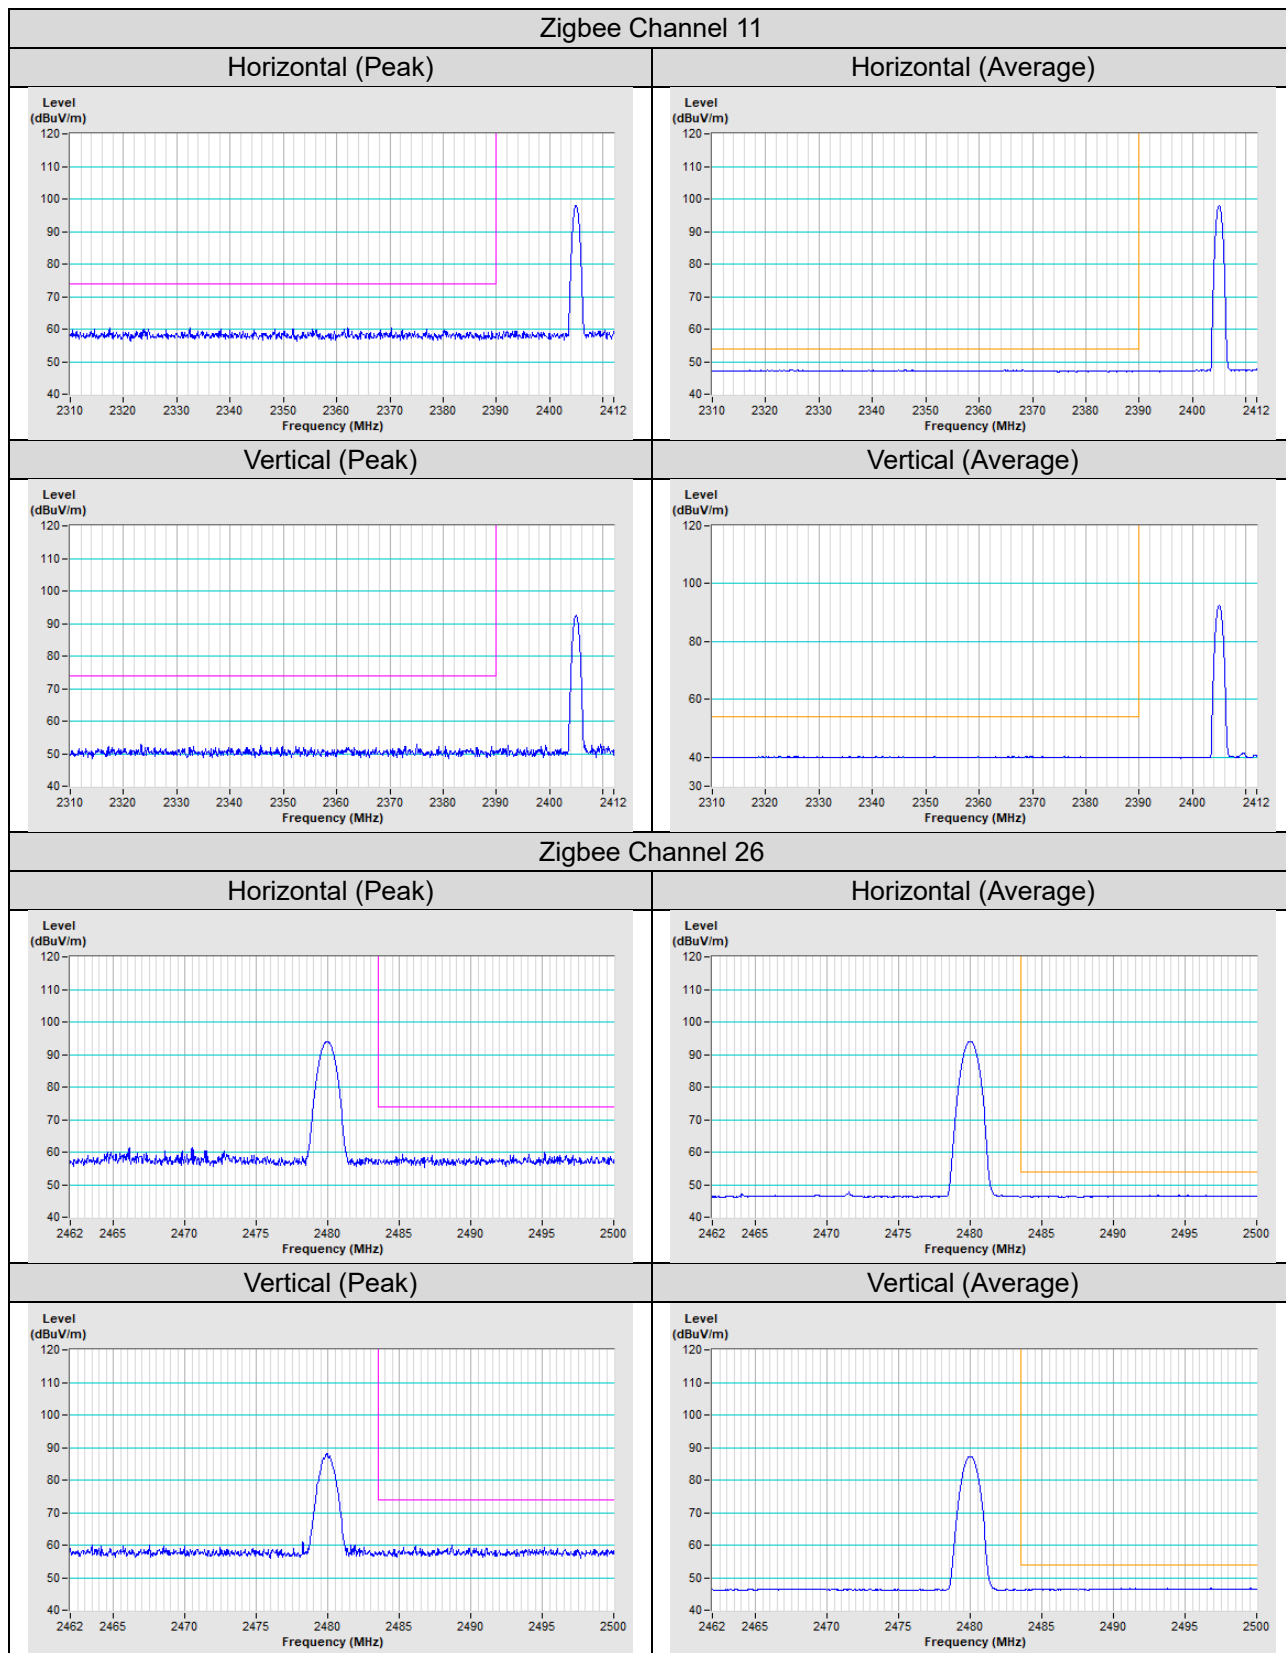 Zigbee Channel 11
Horizontal (Peak)
Horizontal (Average)
Level
(dBuV/m)
120
110
100
90
80
70
60
50
40
2310 2320 2330 2340 2350 2360 2370 2380 2390 2400 2412
Frequency (MHz)
Level
(dBuV/m)
120
110
100
90
80
70
60
50
40
2310 2320 2330 2340 2350 2360 2370 2380 2390 2400 2412
Frequency (MHz)
Vertical (Peak)
Vertical (Average)
Level
(dBuV/m)
120
110
100
90
80
70
60
50
40
2310 2320 2330 2340 2350 2360 2370 2380 2390 2400 2412
Frequency (MHz)
Level
(dBuV/m)
120
100
80
60
40
30
2310 2320 2330 2340 2350 2360 2370 2380 2390 2400 2412
Frequency (MHz)
Zigbee Channel 26
Horizontal (Peak)
Horizontal (Average)
Level
(dBuV/m)
120
110
100
90
80
70
60
50
40
2462 2465 2470 2475 2480 2485 2490 2495 2500
Frequency (MHz)
Level
(dBuV/m)
120
110
100
90
80
70
60
50
40
2462 2465 2470 2475 2480 2485 2490 2495 2500
Frequency (MHz)
Vertical (Peak)
Vertical (Average)
Level
(dBuV/m)
120
110
100
90
80
70
60
50
40
2462 2465 2470 2475 2480 2485 2490 2495 2500
Frequency (MHz)
Level
(dBuV/m)
120
110
100
90
80
70
60
50
40
2462 2465 2470 2475 2480 2485 2490 2495 2500
Frequency (MHz)